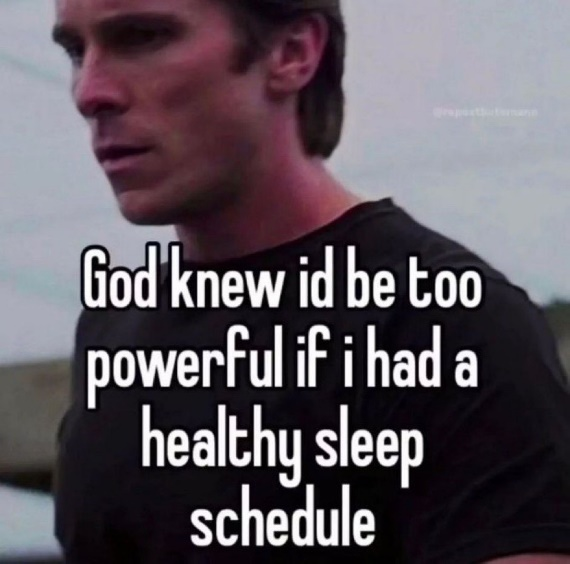 God knew id be too
powerful if i had a
healthy sleep
schedule